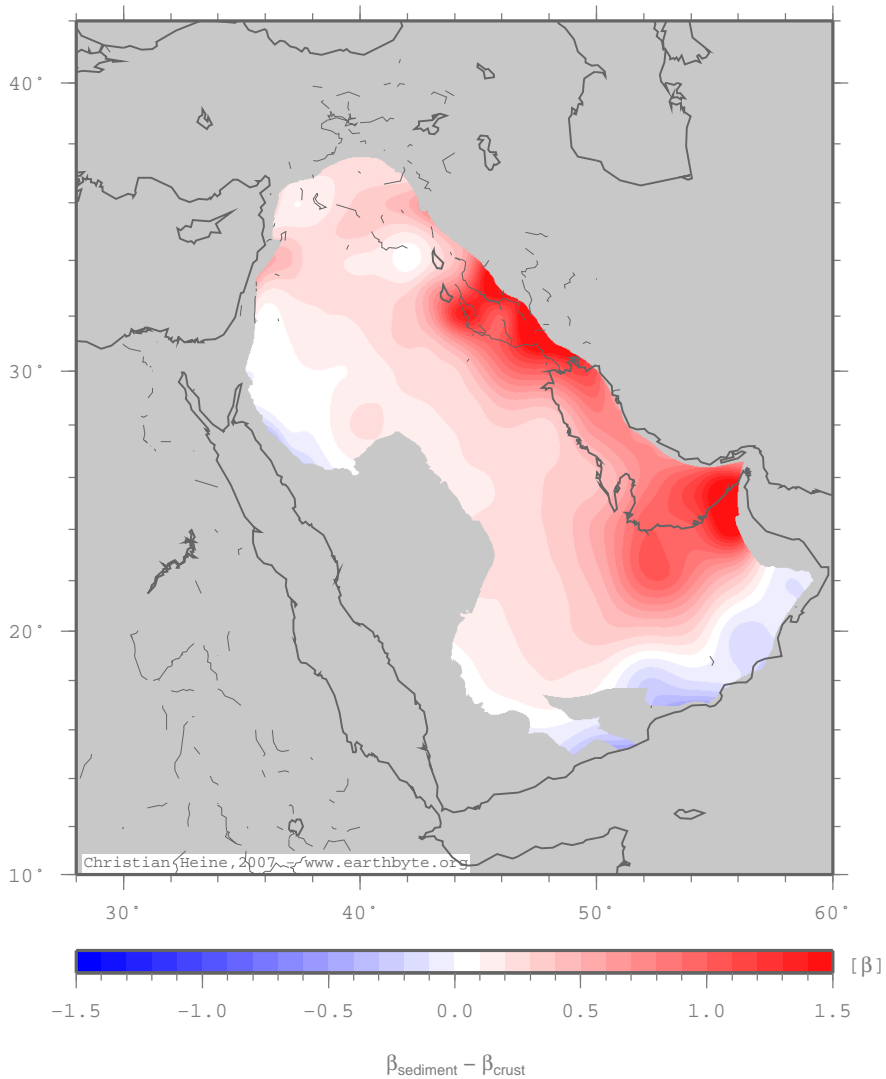 40°
30°
20°
10°
Christian Heine,2007 - www.earthbyte.org
30° 40° 50° 60°
[β]
-1.5 -1.0 -0.5 0.0 0.5 1.0 1.5
βsediment - βcrust